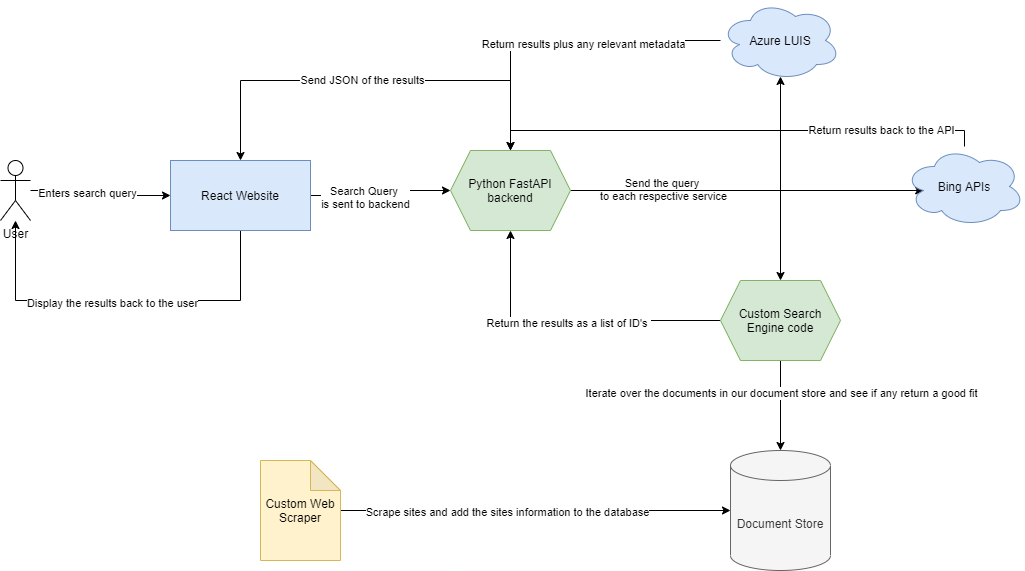 Azure LUIS
Return results plus any relevant metadata
Send JSON of the results
Return results back to the API
Enters search query
React Website
Search Query
is sent to backend
Python FastAPI
backend
Send the query
to each respective service
Bing APIs
User
Display the results back to the user
Return the results as a list of ID's
Custom Search
Engine code
Iterate over the documents in our document store and see if any return a good fit
Custom Web
Scraper
Scrape sites and add the sites information to the database
Document Store